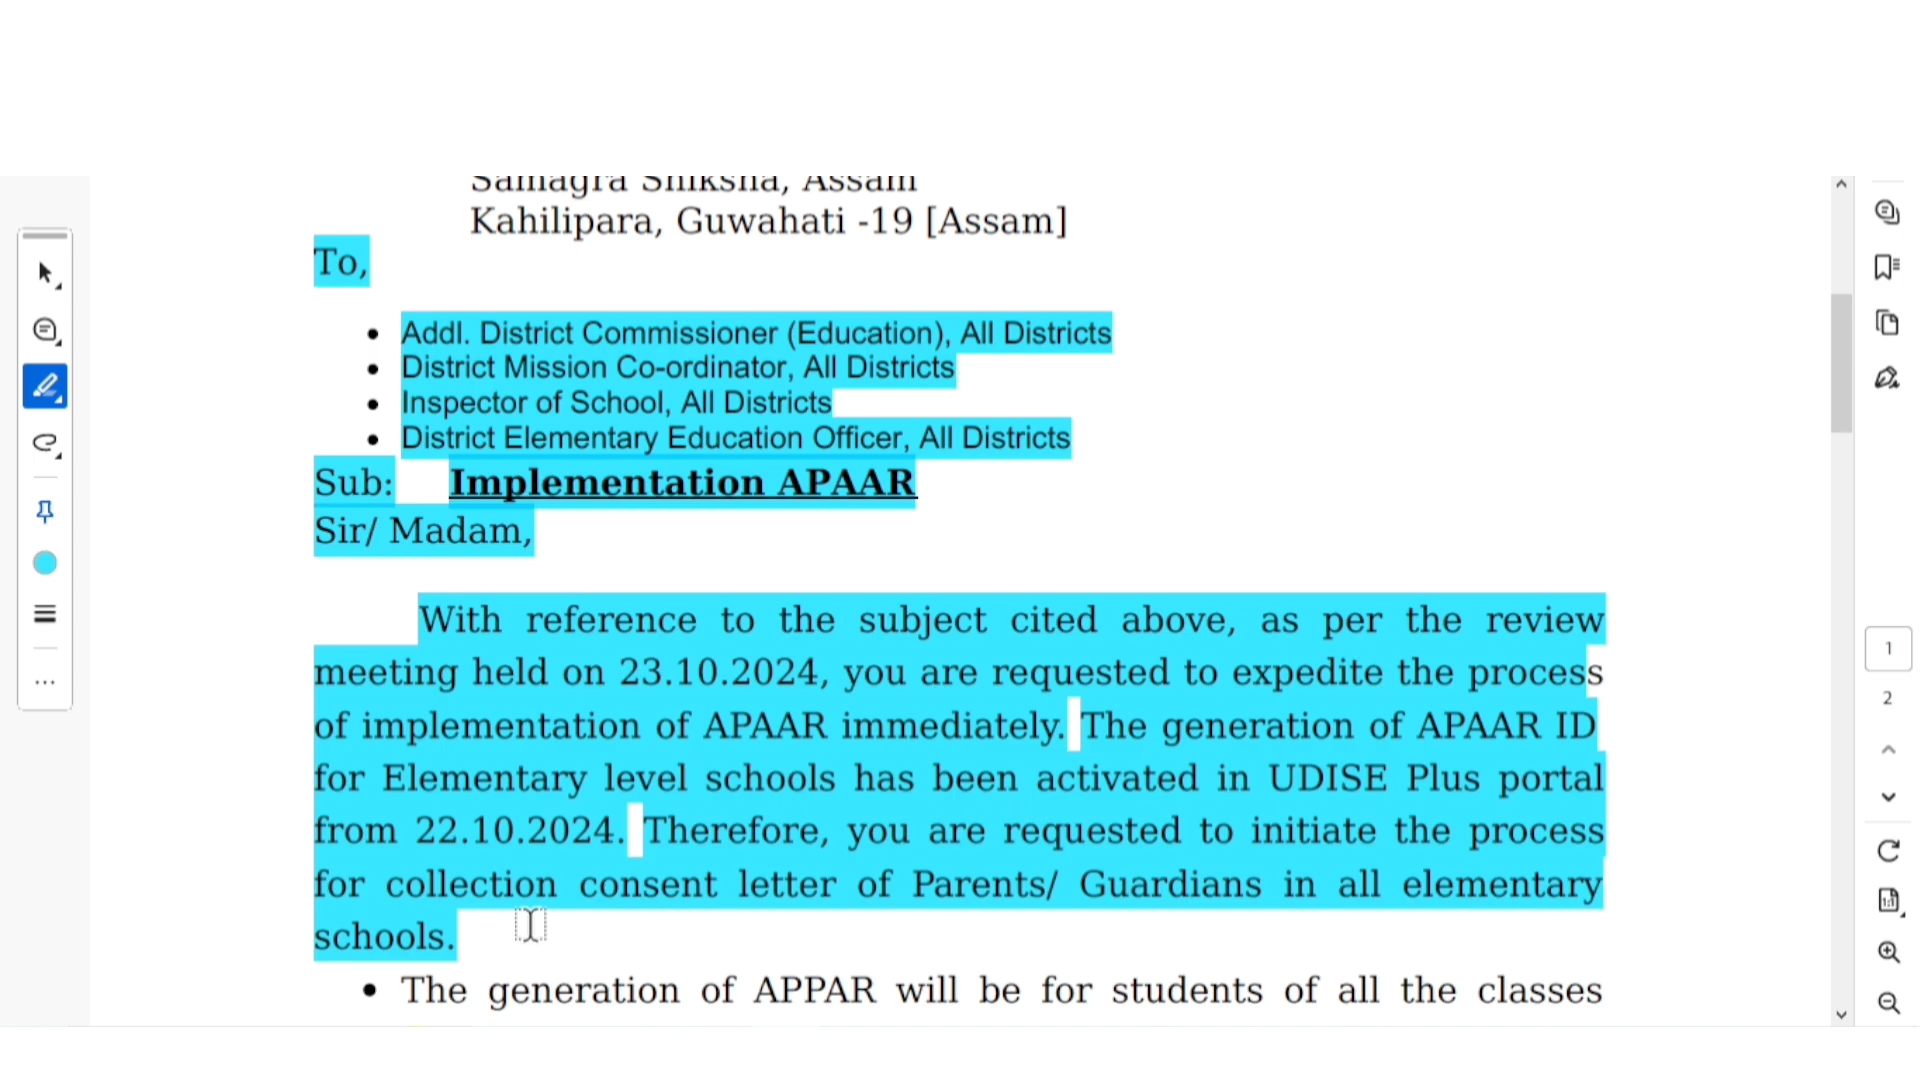 Samagra Shiksha, Assam
Kahilipara, Guwahati -19 [Assam]
To,
• Addl. District Commissioner (Education), All Districts
• District Mission Co-ordinator, All Districts
• Inspector of School, All Districts
• District Elementary Education Officer, All Districts
Sub: Implementation APAAR
Sir/ Madam,
With reference to the subject cited above, as per the review
meeting held on 23.10.2024, you are requested to expedite the process
of implementation of APAAR immediately. The generation of APAAR ID
for Elementary level schools has been activated in UDISE Plus portal
from 22.10.2024. Therefore, you are requested to initiate the process
for collection consent letter of Parents/ Guardians in all elementary
schools.
• The generation of APPAR will be for students of all the classes
1
2